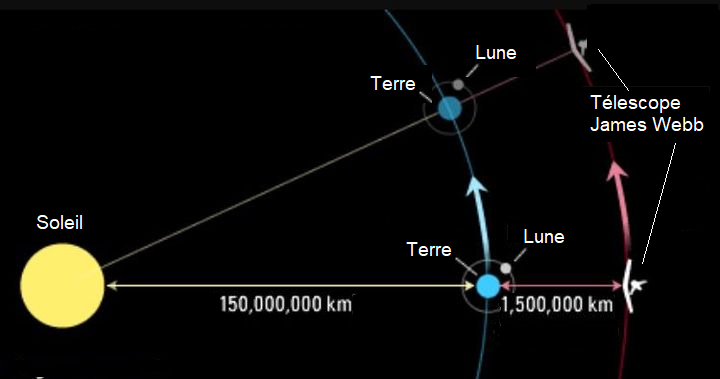 Lune
Terre
Télescope
James Webb
Soleil
Terre
Lune
150,000,000 km
1,500,000 km